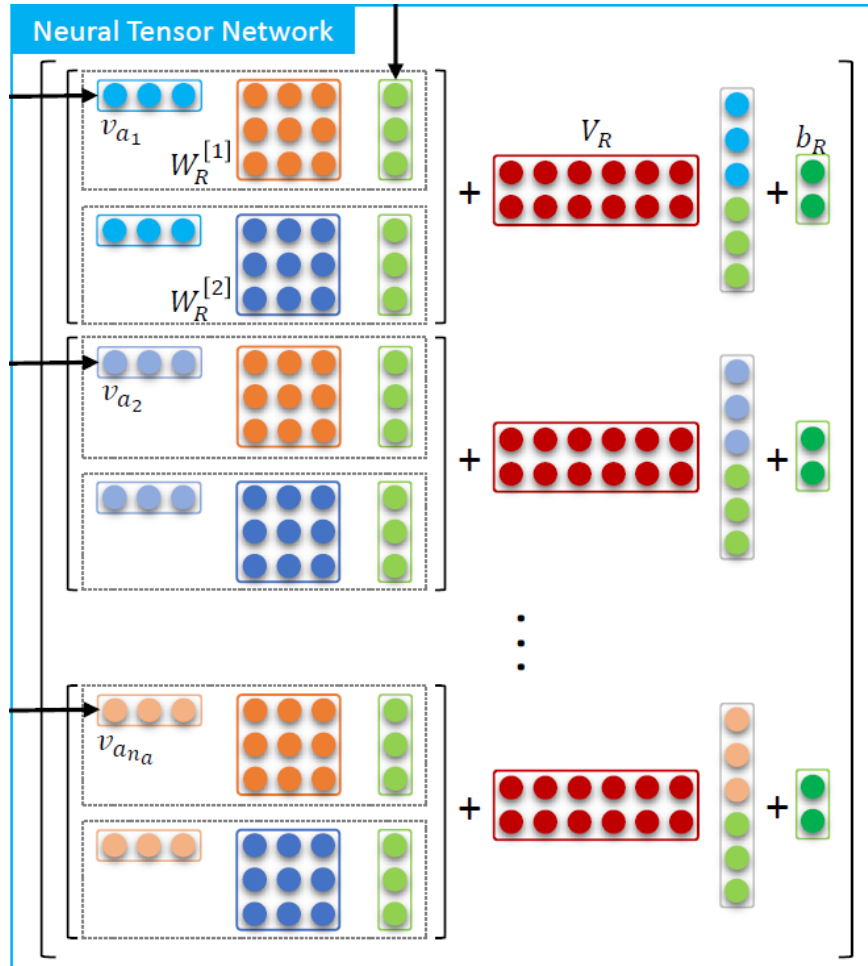 Neural Tensor Network
v_{a_1}
W_R^{[1]}
+
V_R
+
b_R
W_R^{[2]}
v_{a_2}
+
+
⋮
v_{a_{n_a}}
+
+